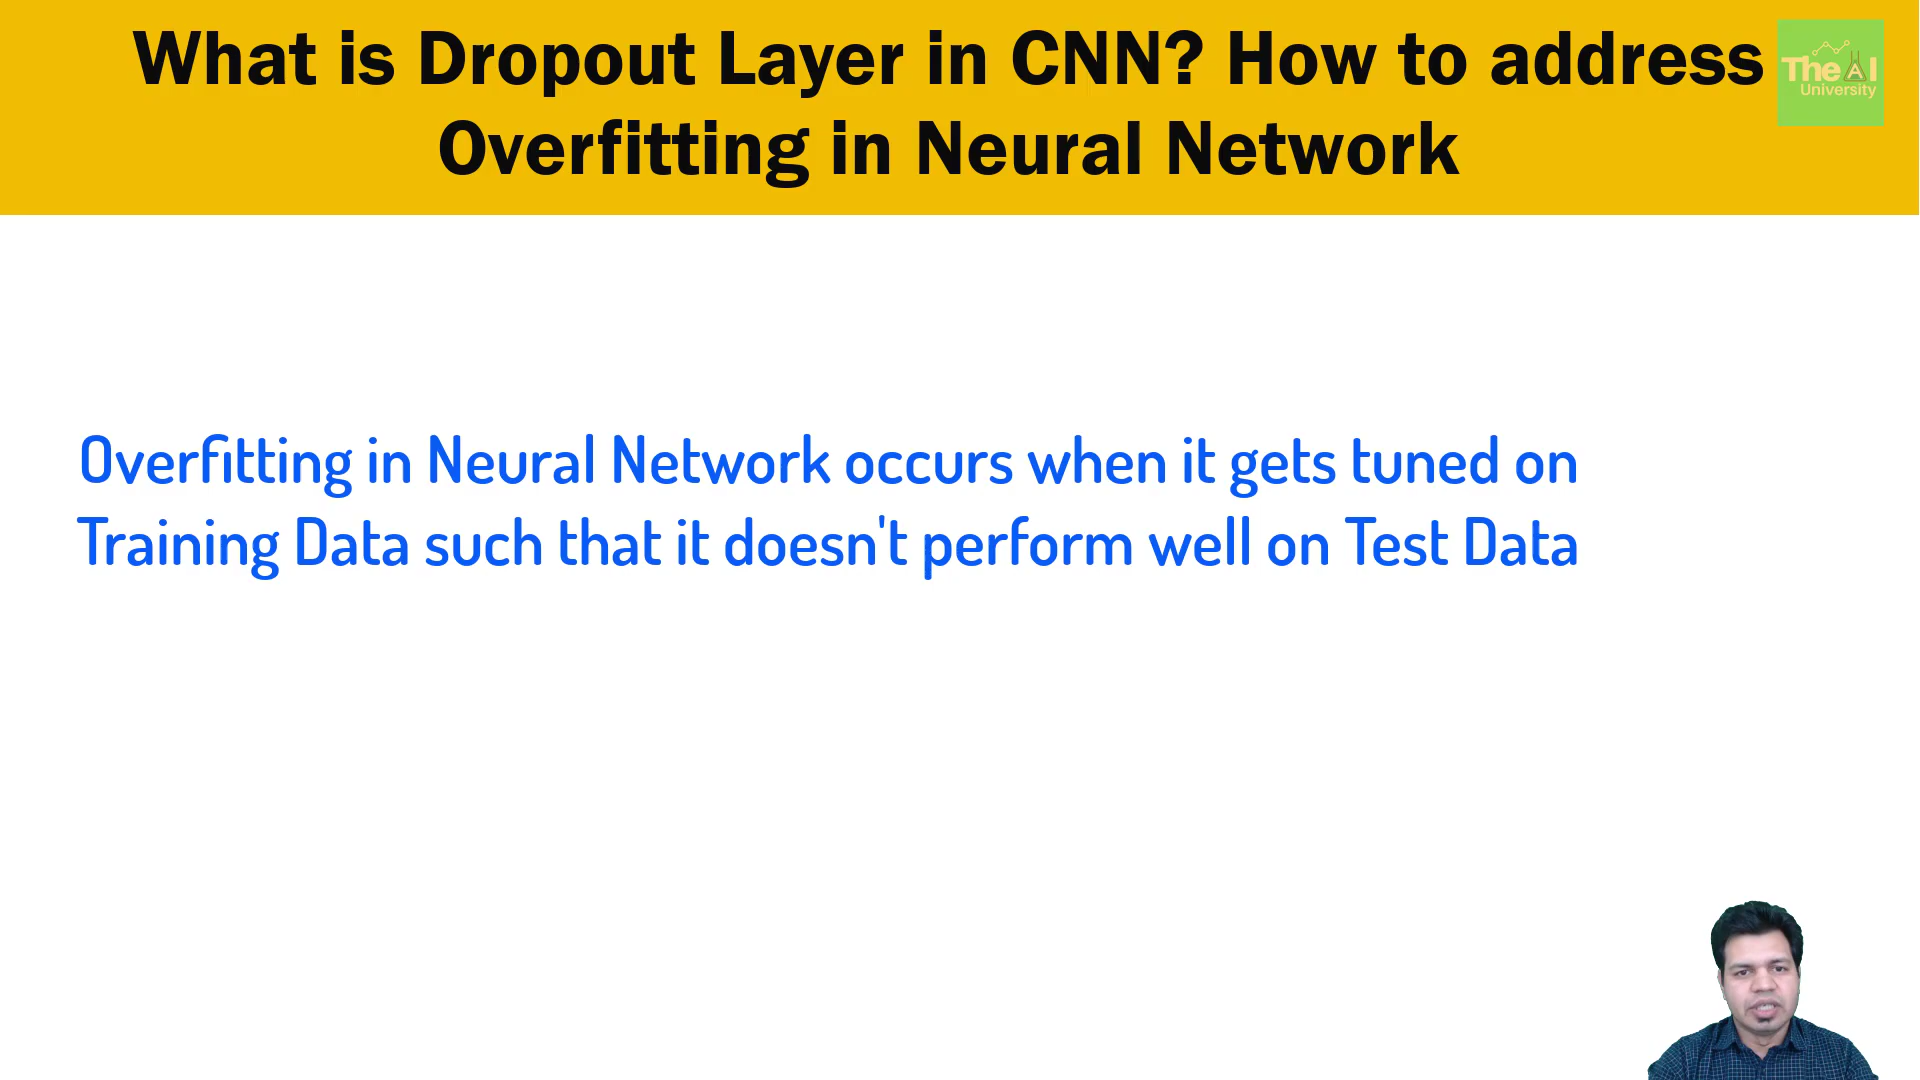 What is Dropout Layer in CNN? How to address
Overfitting in Neural Network
The AI
University
Overfitting in Neural Network occurs when it gets tuned on
Training Data such that it doesn't perform well on Test Data